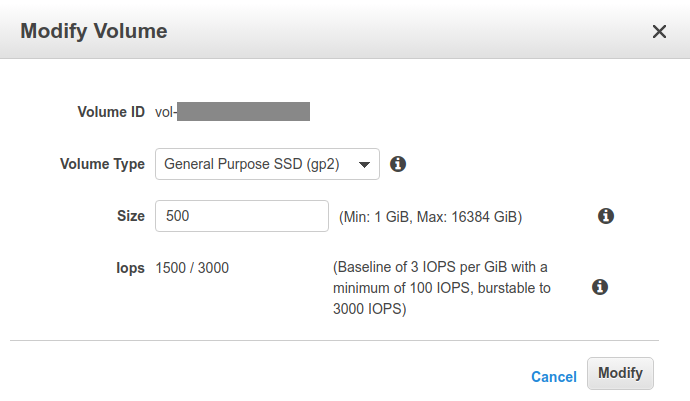 Modify Volume
Volume ID vol-
Volume Type General Purpose SSD (gp2)
Size 500 (Min: 1 GiB, Max: 16384 GiB)
Iops 1500 / 3000 (Baseline of 3 IOPS per GiB with a
minimum of 100 IOPS, burstable to
3000 IOPS)
Cancel Modify